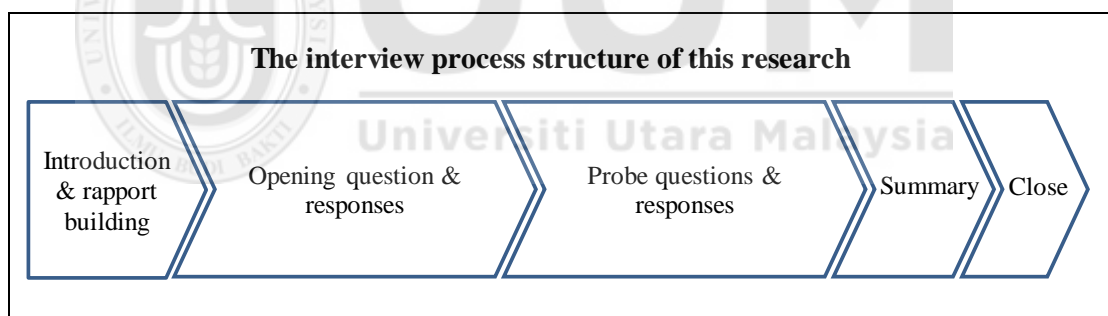 The interview process structure of this research
UUM
Universiti Utara Malaysia
Introduction
& rapport
building
Opening question &
responses
Probe questions &
responses
Summary
Close